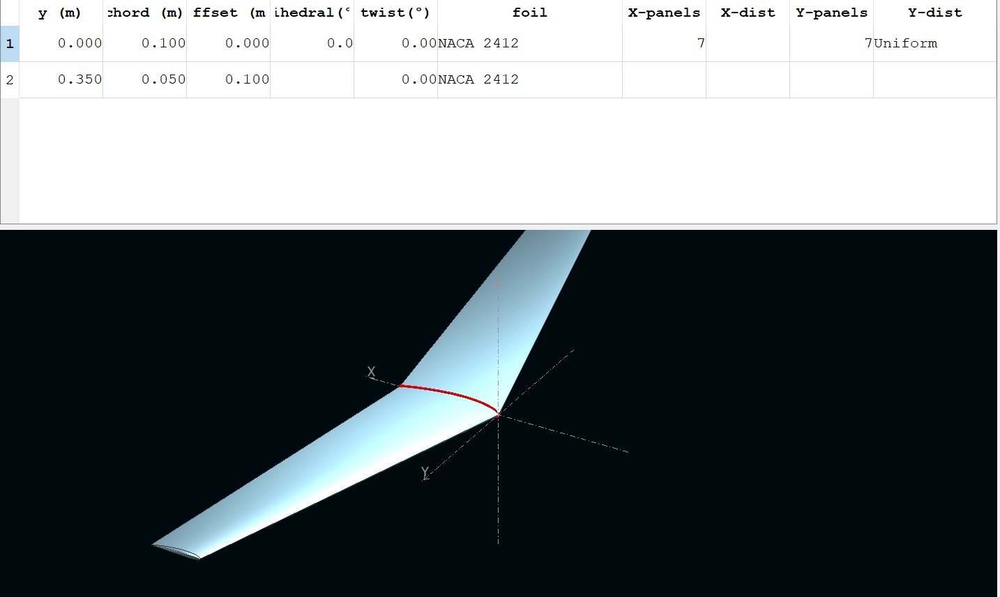 y (m) chord (m) ffset (m ihedral(° twist(°) foil X-panels X-dist Y-panels Y-dist
1 0.000 0.100 0.000 0.0 0.00 NACA 2412 7 7 Uniform
2 0.350 0.050 0.100 0.00 NACA 2412
X
Y